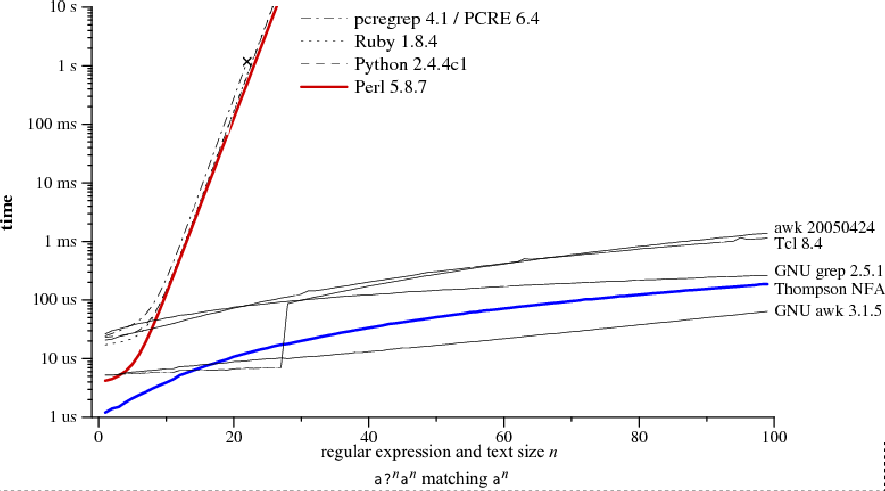 10 s
pcregrep 4.1 / PCRE 6.4
Ruby 1.8.4
1 s
Python 2.4.4c1
Perl 5.8.7
100 ms
10 ms
time
awk 20050424
1 ms
Tcl 8.4
GNU grep 2.5.1
100 us
Thompson NFA
GNU awk 3.1.5
10 us
1 us
0 20 40 60 80 100
regular expression and text size n
a?ⁿaⁿ matching aⁿ